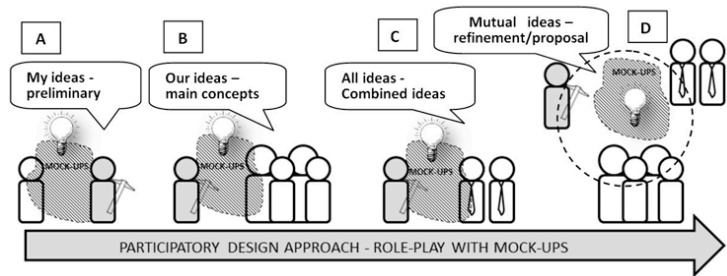 A
My ideas -
preliminary
MOCK-UPS
B
Our ideas –
main concepts
MOCK-UPS
C
All ideas -
Combined ideas
MOCK-UPS
D
Mutual ideas –
refinement/proposal
MOCK-UPS
PARTICIPATORY DESIGN APPROACH - ROLE-PLAY WITH MOCK-UPS